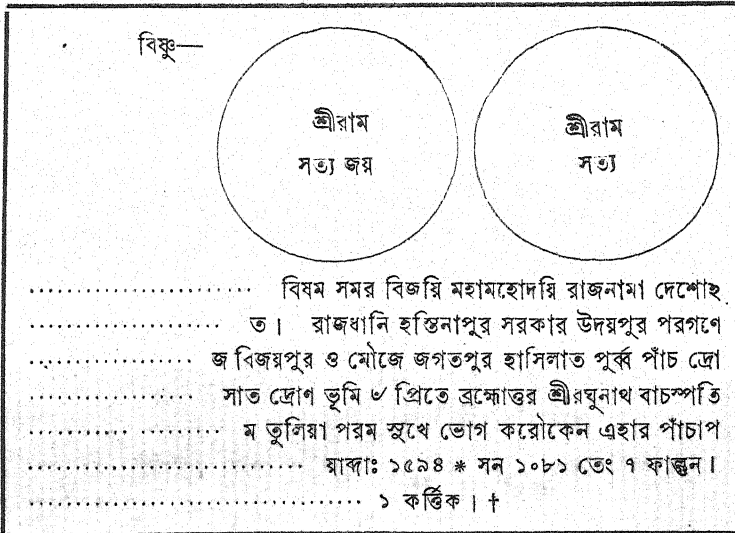 বিষ্ণু—
শ্রীরাম
সত্য জয়
শ্রীরাম
সত্য
...................... বিষম সমর বিজয়ি মহামহোদয়ি রাজনামা দেশোহ
.................... ত। রাজধানি হস্তিনাপুর সরকার উদয়পুর পরগণে
................. জ বিজয়পুর ও মৌজে জগতপুর হাসিলাত পুর্ব্ব পাঁচ দ্রো
.................. সাত দ্রোণ ভূমি ৺ প্রিতে ব্রহ্মোত্তর শ্রীরঘুনাথ বাচস্পতি
.................... ম তুলিয়া পরম সুখে ভোগ করোকেন এহার পাঁচাপ
........................... য়াব্দাঃ ১৫৯৪ * সন ১০৮১ তেং ৭ ফাল্গুন।
............................... ১ কর্ত্তিক। †